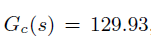 G_c(s) = 129.93.